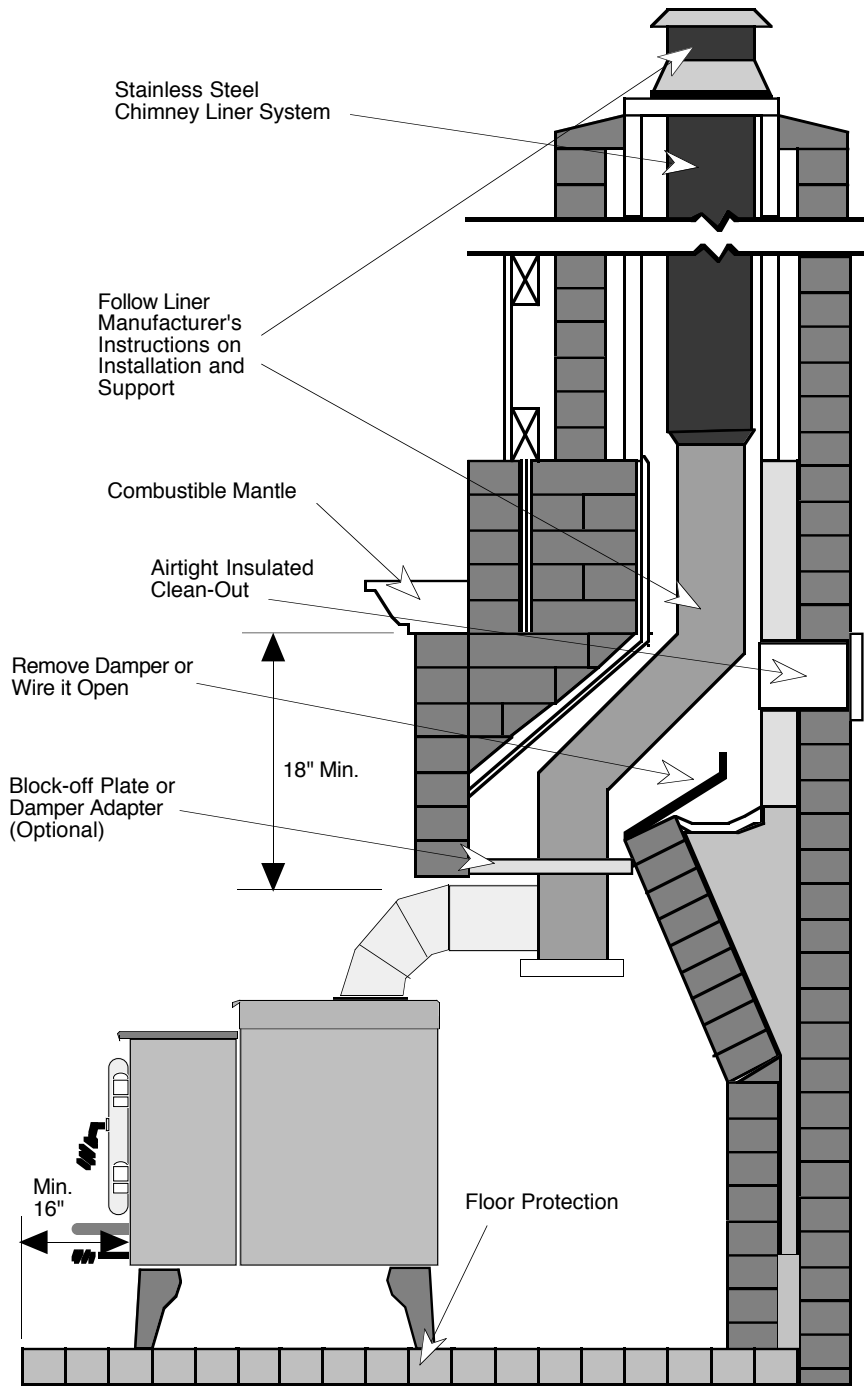 Stainless Steel
Chimney Liner System
Follow Liner
Manufacturer's
Instructions on
Installation and
Support
Combustible Mantle
Airtight Insulated
Clean-Out
Remove Damper or
Wire it Open
18" Min.
Block-off Plate or
Damper Adapter
(Optional)
Min.
16"
Floor Protection